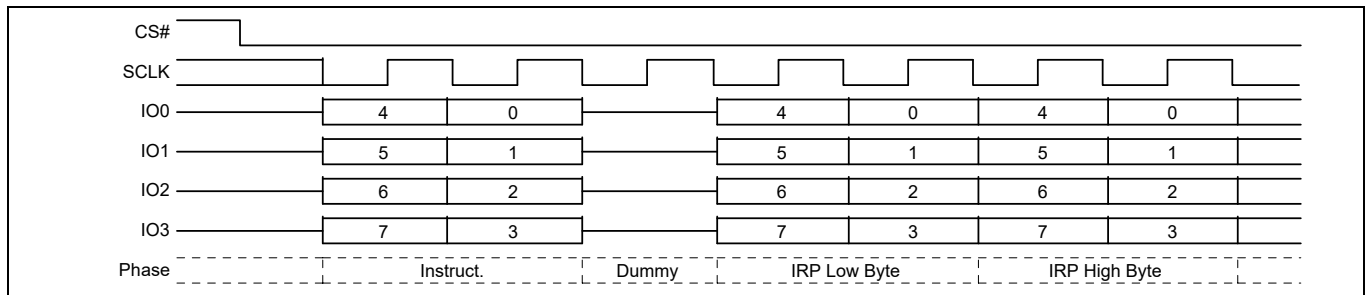 CS#
SCLK
IO0 4 0 4 0 4 0
IO1 5 1 5 1 5 1
IO2 6 2 6 2 6 2
IO3 7 3 7 3 7 3
Phase Instruct. Dummy IRP Low Byte IRP High Byte